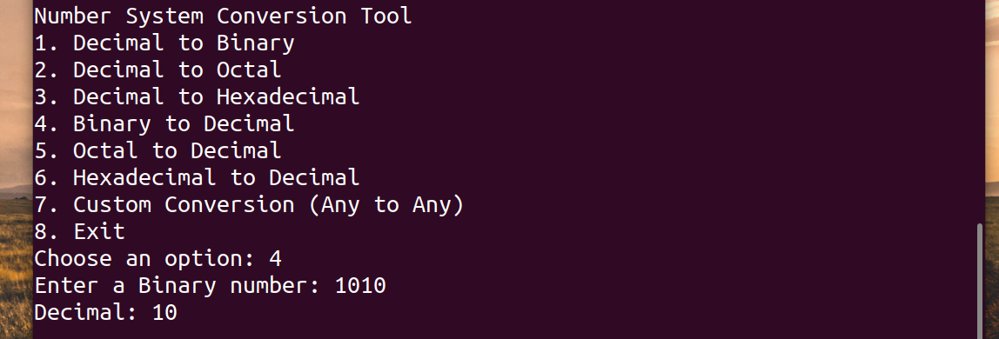 Number System Conversion Tool
1. Decimal to Binary
2. Decimal to Octal
3. Decimal to Hexadecimal
4. Binary to Decimal
5. Octal to Decimal
6. Hexadecimal to Decimal
7. Custom Conversion (Any to Any)
8. Exit
Choose an option: 4
Enter a Binary number: 1010
Decimal: 10